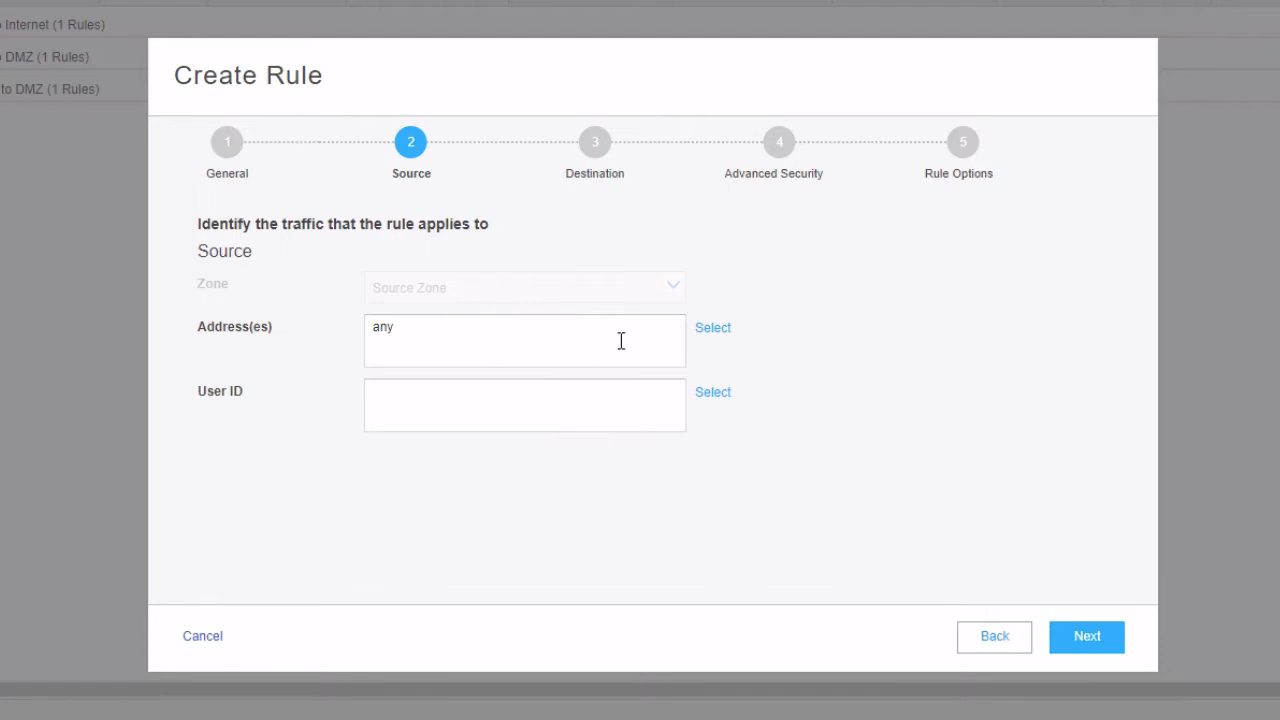 Internet (1 Rules)
DMZ (1 Rules)
to DMZ (1 Rules)
Create Rule
1 2 3 4 5
General Source Destination Advanced Security Rule Options
Identify the traffic that the rule applies to
Source
Zone Source Zone
Address(es) any Select
User ID Select
Cancel Back Next